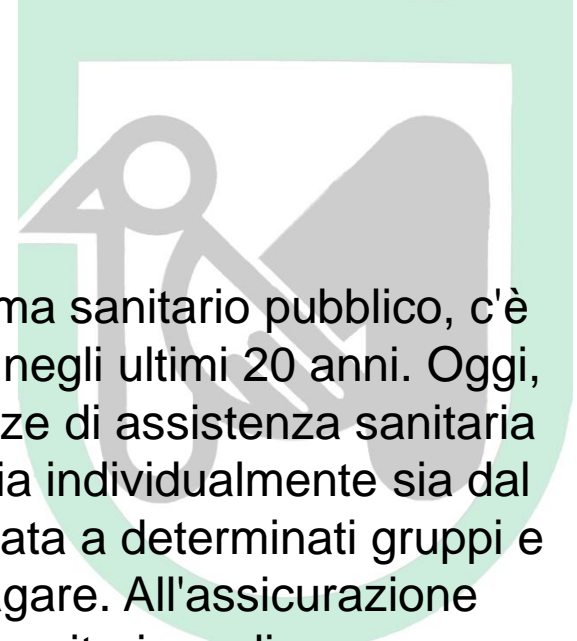 ma sanitario pubblico, c'è
negli ultimi 20 anni. Oggi,
ze di assistenza sanitaria
ia individualmente sia dal
ata a determinati gruppi e
gare. All'assicurazione